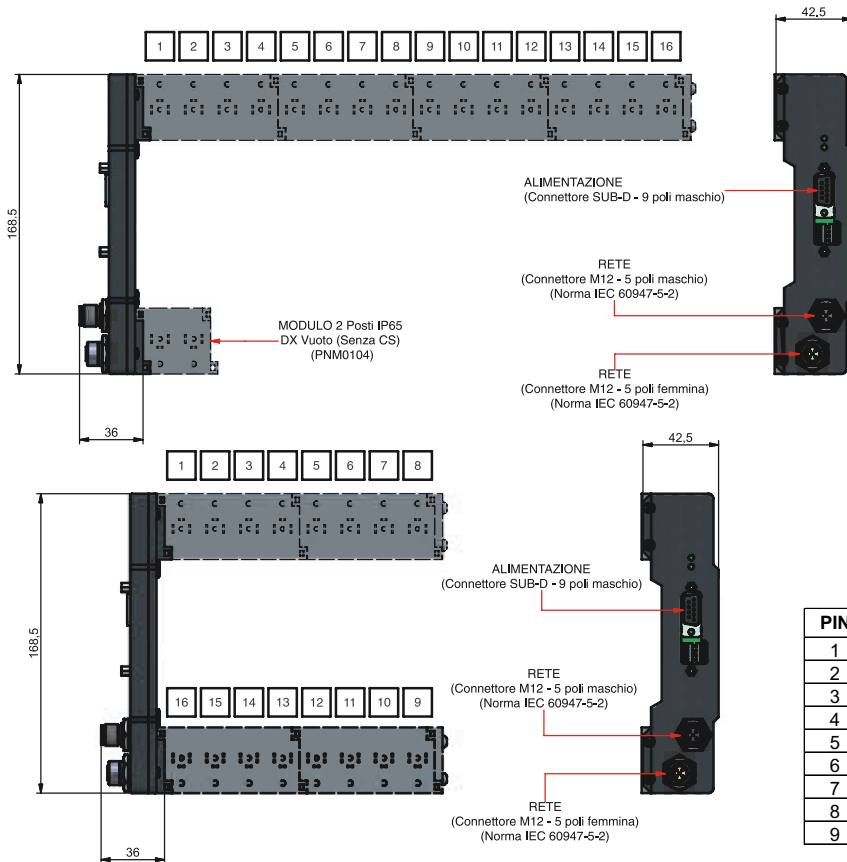 1 2 3 4 5 6 7 8 9 10 11 12 13 14 15 16
42,5
168.5
ALIMENTAZIONE
(Connettore SUB-D - 9 poli maschio)
RETE
(Connettore M12 - 5 poli maschio)
(Norma IEC 60947-5-2)
MODULO 2 Posti IP65
DX Vuoto (Senza CS)
(PNM0104)
RETE
(Connettore M12 - 5 poli femmina)
(Norma IEC 60947-5-2)
36
1 2 3 4 5 6 7 8
42,5
168,5
ALIMENTAZIONE
(Connettore SUB-D - 9 poli maschio)
RETE
(Connettore M12 - 5 poli maschio)
(Norma IEC 60947-5-2)
16 15 14 13 12 11 10 9
RETE
(Connettore M12 - 5 poli femmina)
(Norma IEC 60947-5-2)
36
PIN
1
2
3
4
5
6
7
8
9